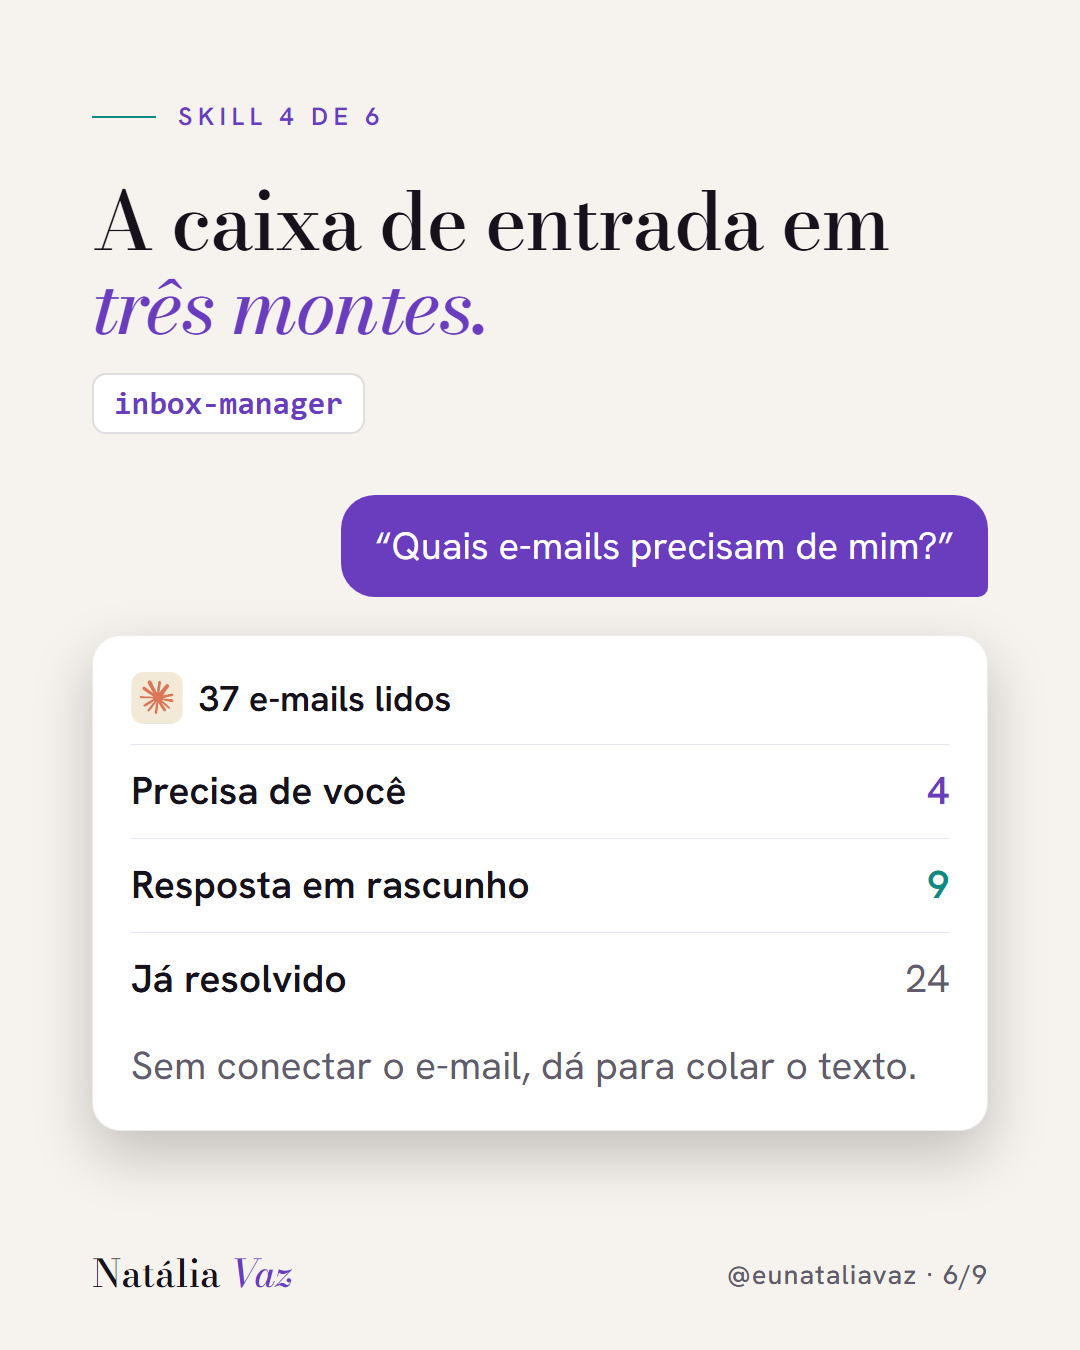 SKILL 4 DE 6
A caixa de entrada em
três montes.
inbox-manager
“Quais e-mails precisam de mim?”
37 e-mails lidos
Precisa de você 4
Resposta em rascunho 9
Já resolvido 24
Sem conectar o e-mail, dá para colar o texto.
Natália Vaz
@eunataliavaz · 6/9